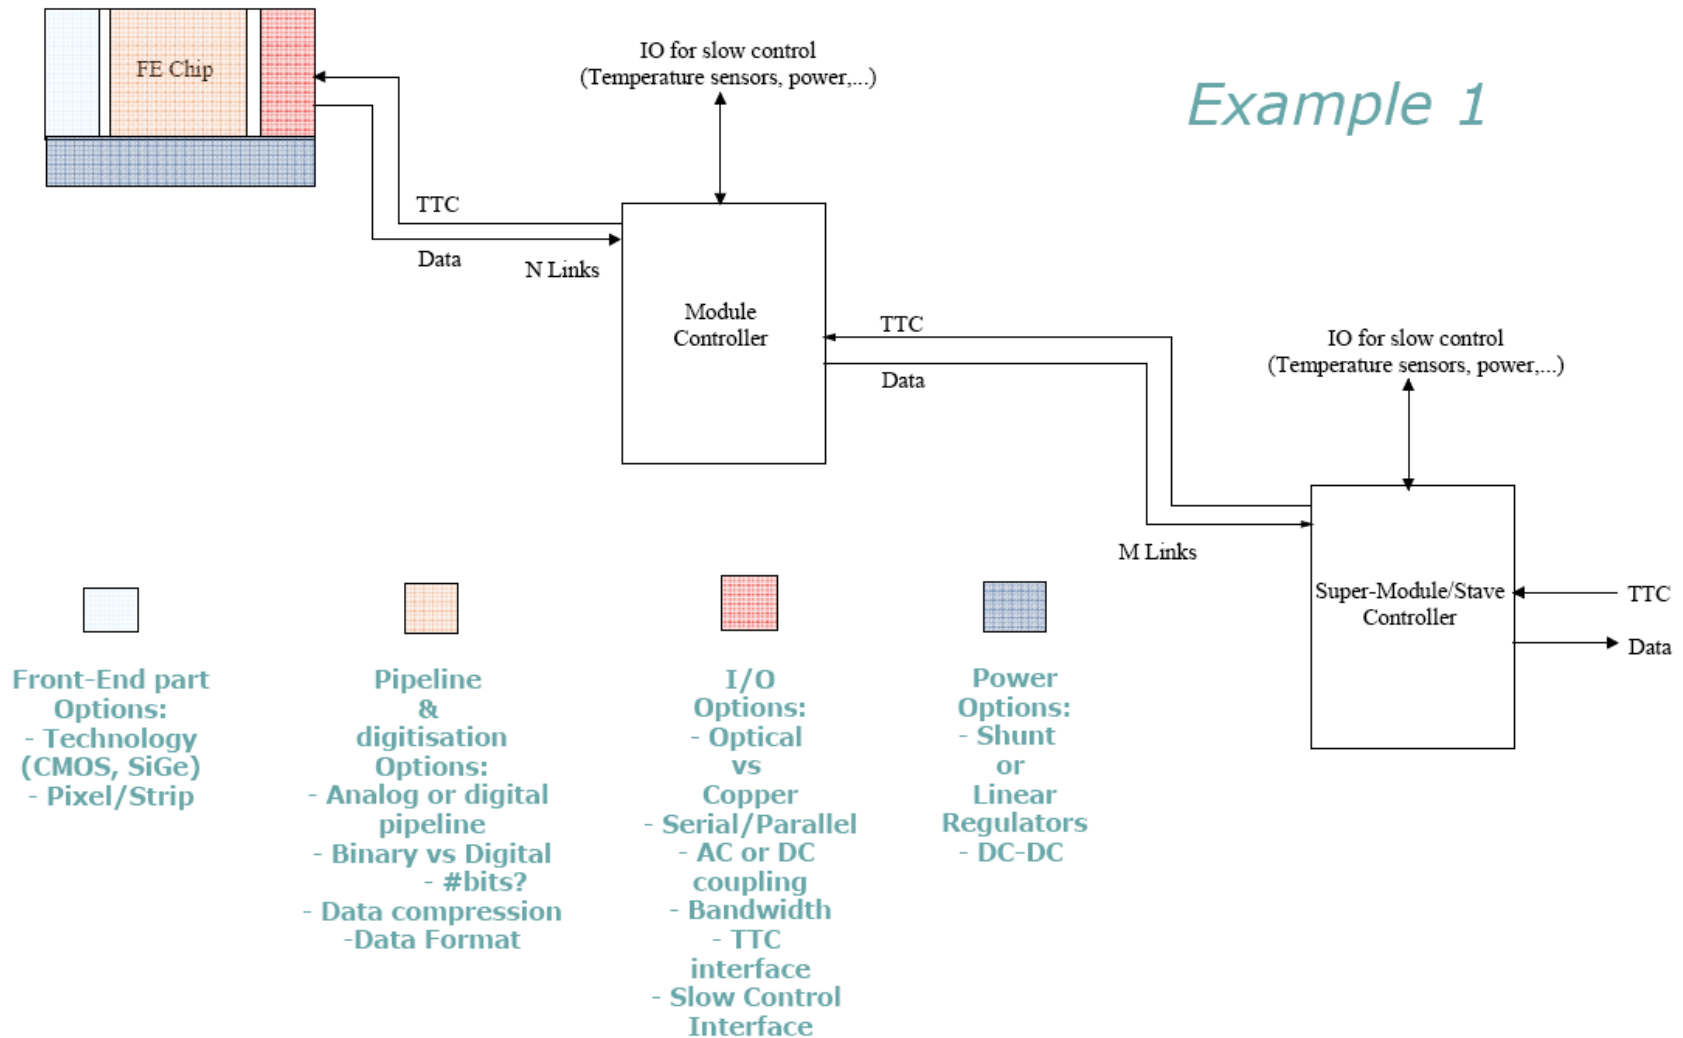 FE Chip
IO for slow control
(Temperature sensors, power,...)
Example 1
TTC
Data
N Links
Module
Controller
TTC
Data
IO for slow control
(Temperature sensors, power,...)
M Links
Super-Module/Stave
Controller
TTC
Data
Front-End part
Options:
- Technology
(CMOS, SiGe)
- Pixel/Strip
Pipeline
&
digitisation
Options:
- Analog or digital
pipeline
- Binary vs Digital
- #bits?
- Data compression
-Data Format
I/O
Options:
- Optical
vs
Copper
- Serial/Parallel
- AC or DC
coupling
- Bandwidth
- TTC
interface
- Slow Control
Interface
Power
Options:
- Shunt
or
Linear
Regulators
- DC-DC